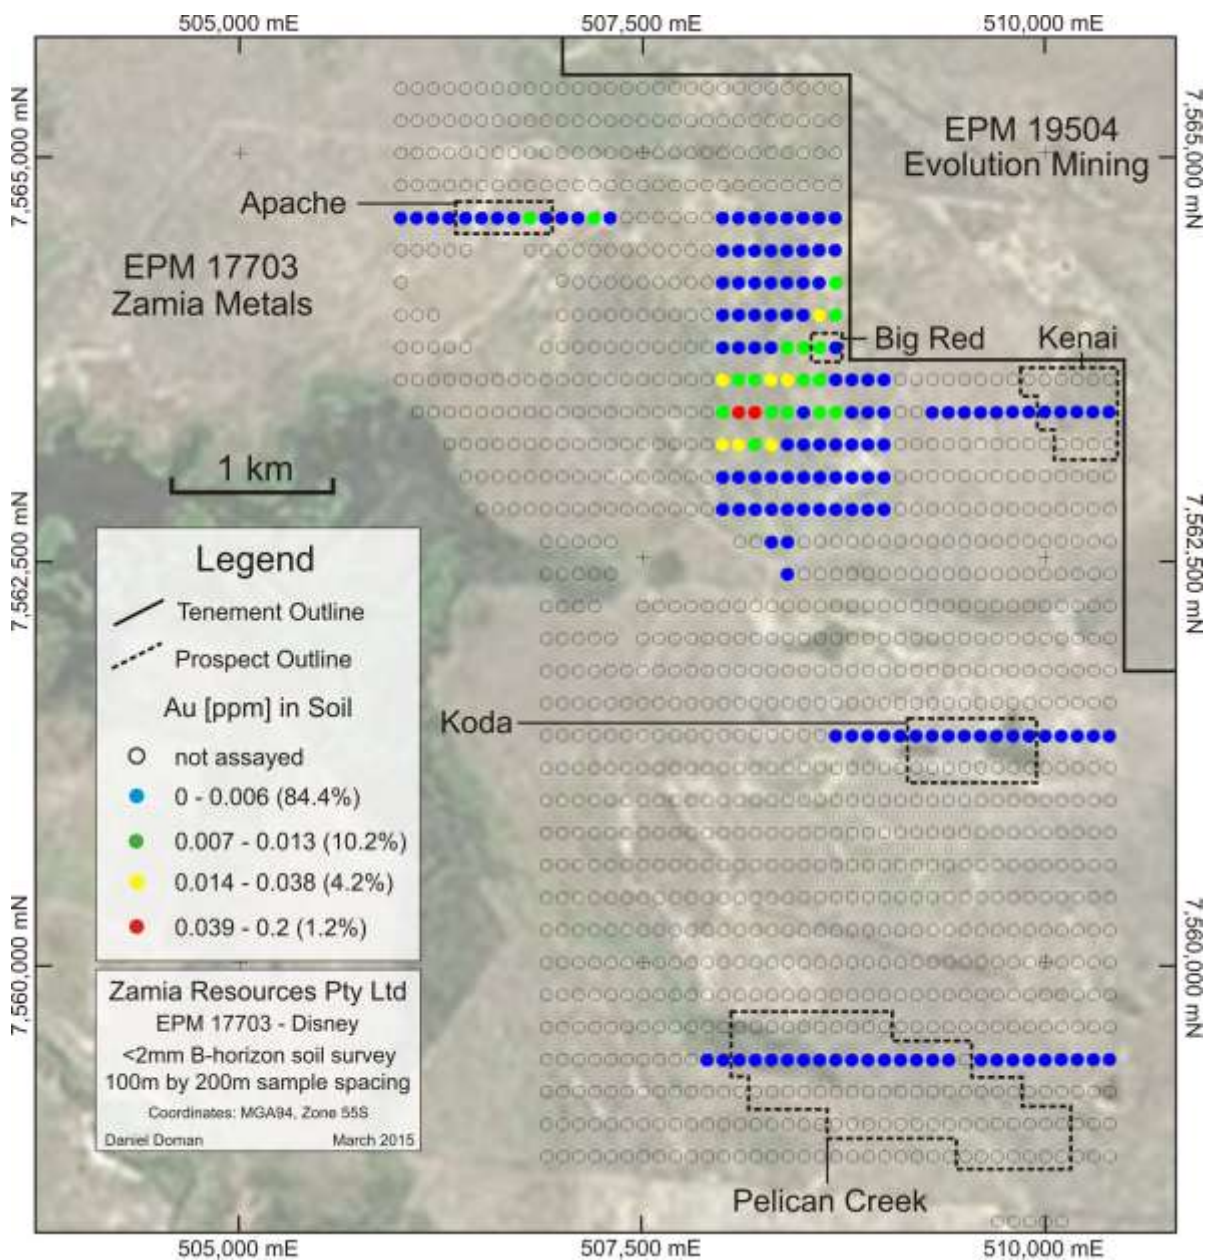 505,000 mE
507,500 mE
510,000 mE
7,565,000 mN
7,565,000 mN
EPM 19504
Evolution Mining
Apache
EPM 17703
Zamia Metals
Big Red
Kenai
1 km
7,562,500 mN
7,562,500 mN
Legend
Tenement Outline
Prospect Outline
Au [ppm] in Soil
not assayed
0 - 0.006 (84.4%)
0.007 - 0.013 (10.2%)
0.014 - 0.038 (4.2%)
0.039 - 0.2 (1.2%)
Koda
7,560,000 mN
7,560,000 mN
Zamia Resources Pty Ltd
EPM 17703 - Disney
<2mm B-horizon soil survey
100m by 200m sample spacing
Coordinates: MGA94, Zone 55S
Daniel Doman March 2015
Pelican Creek
505,000 mE
507,500 mE
510,000 mE